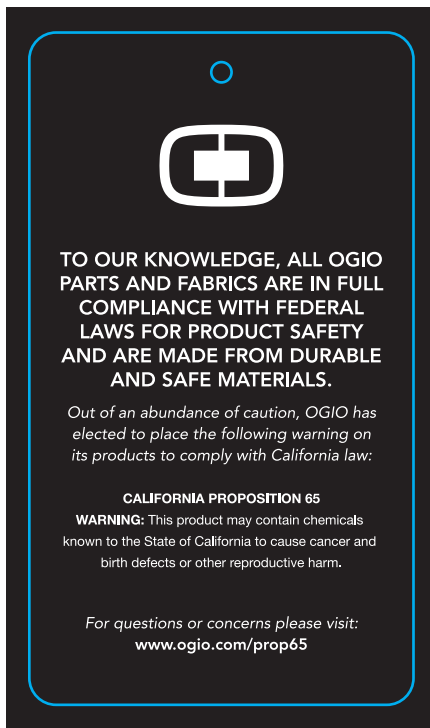 TO OUR KNOWLEDGE, ALL OGIO
PARTS AND FABRICS ARE IN FULL
COMPLIANCE WITH FEDERAL
LAWS FOR PRODUCT SAFETY
AND ARE MADE FROM DURABLE
AND SAFE MATERIALS.
Out of an abundance of caution, OGIO has
elected to place the following warning on
its products to comply with California law:
CALIFORNIA PROPOSITION 65
WARNING: This product may contain chemicals
known to the State of California to cause cancer and
birth defects or other reproductive harm.
For questions or concerns please visit:
www.ogio.com/prop65